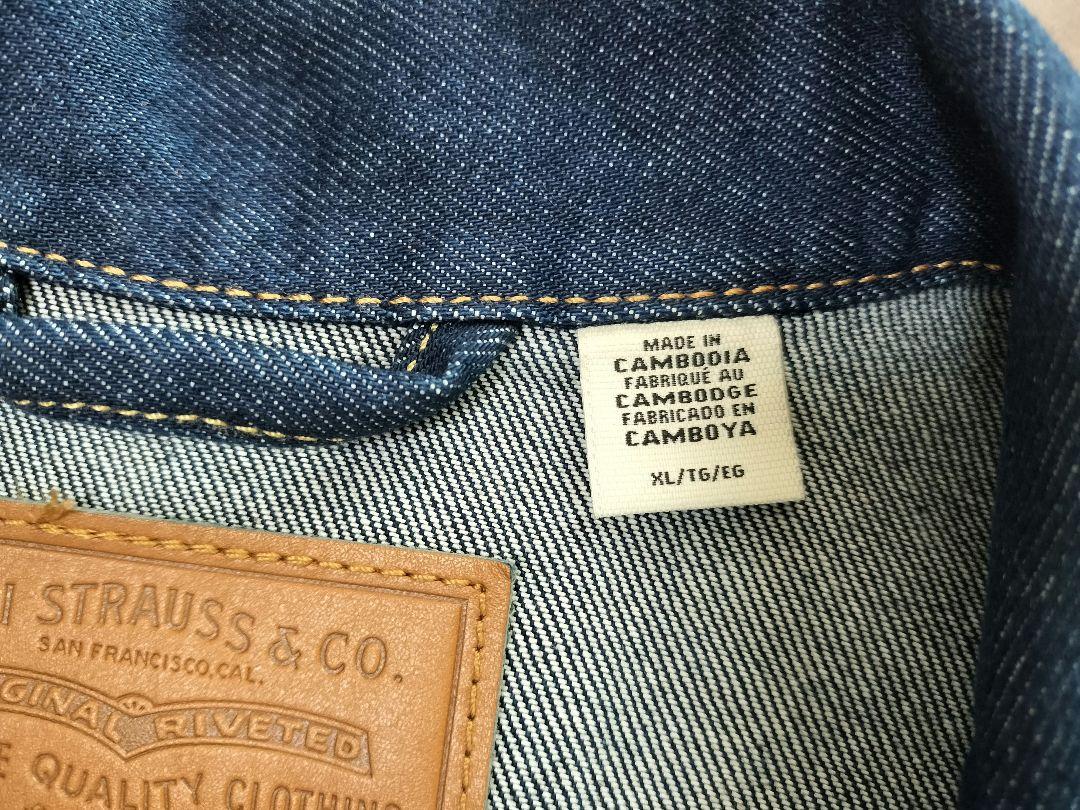 MADE IN
CAMBODIA
FABRIQUÉ AU
CAMBODGE
FABRICADO EN
CAMBOYA
XL/TG/EG
I STRAUSS & CO.
SAN FRANCISCO, CAL.
GINAL RIVETED
E QUALITY CLOTHING